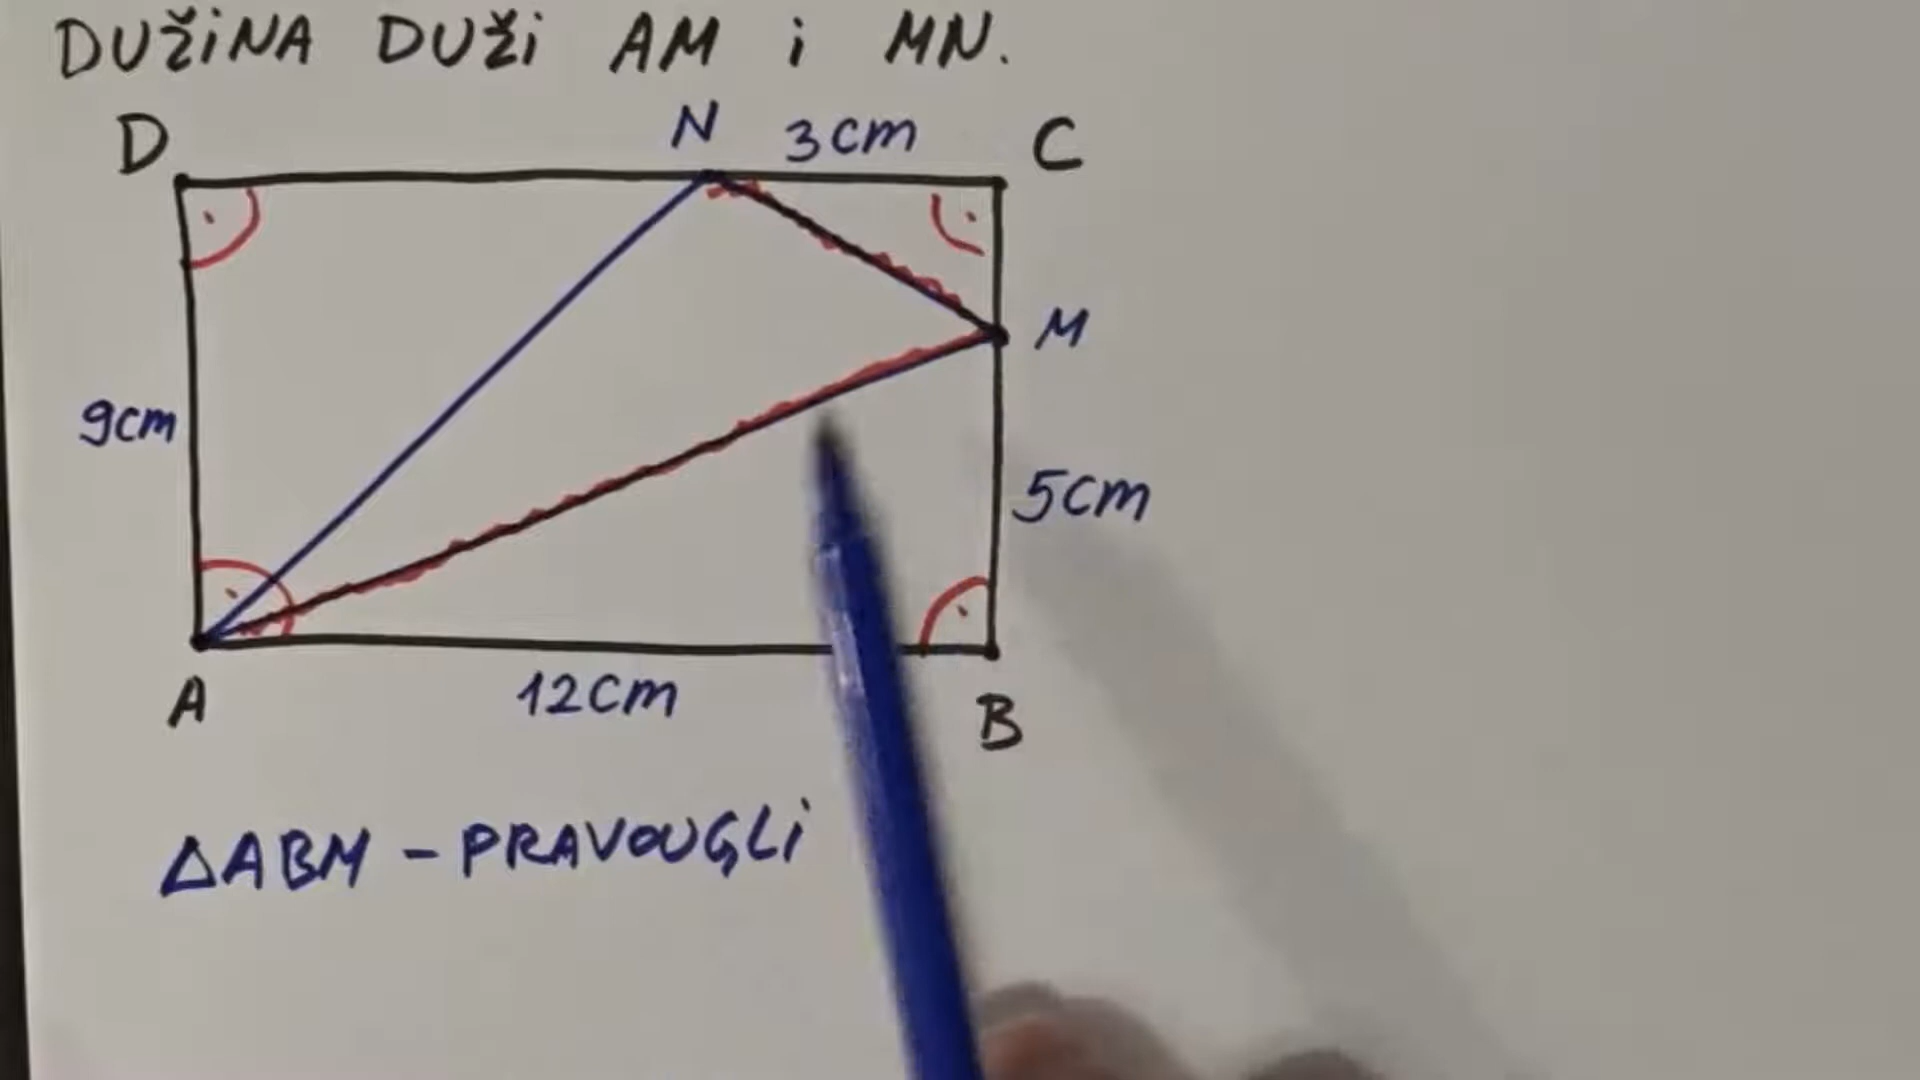 DUŽiNA DUŽi AM i MN.
D N 3cm C
M
9cm
5cm
A 12cm B
ΔABM - PRAVOUGLi